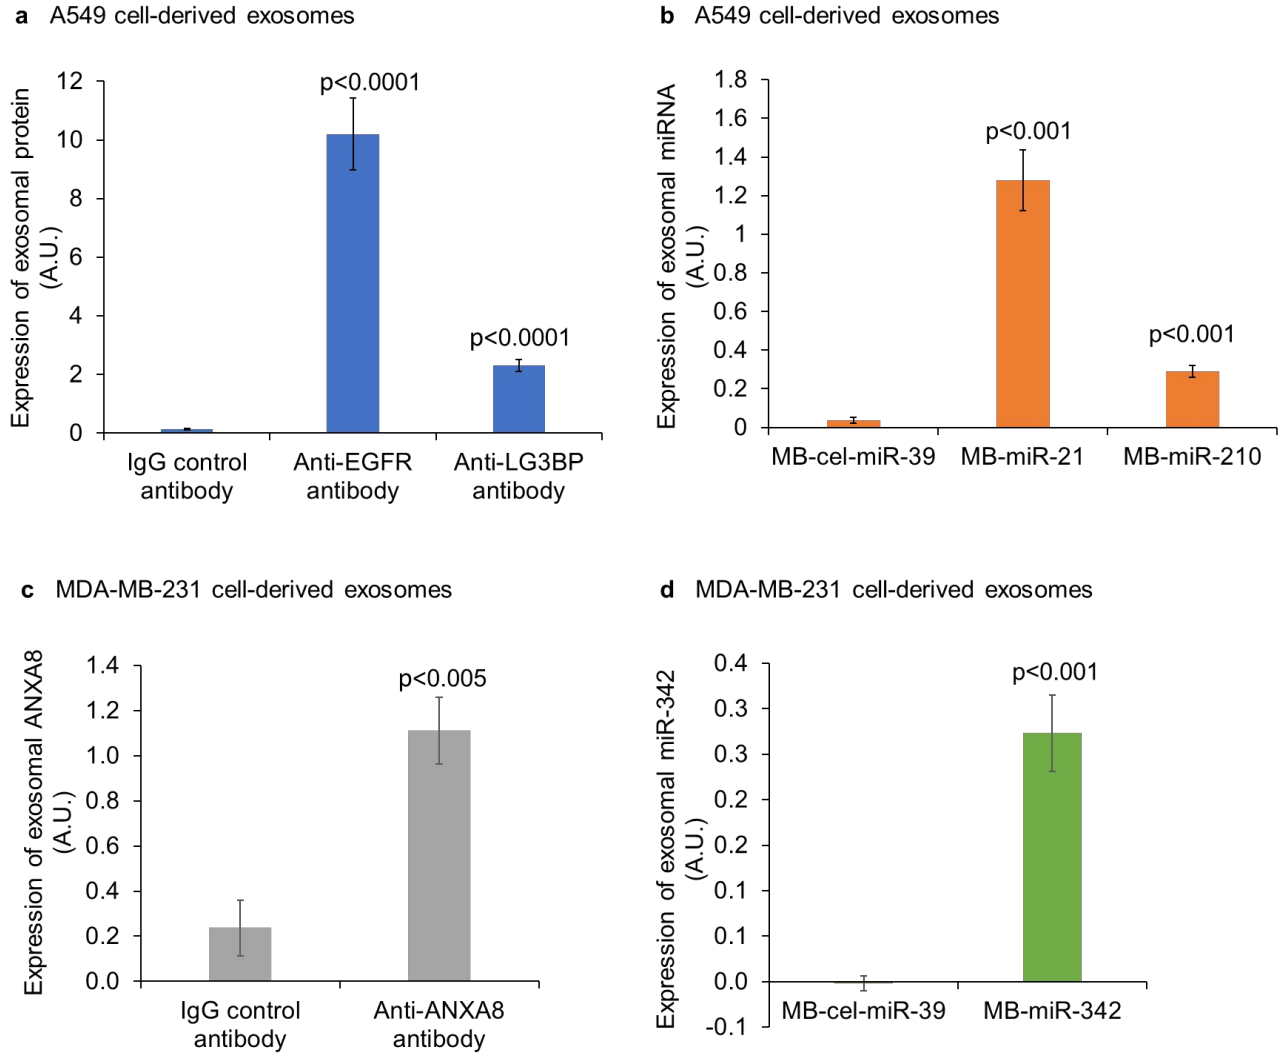 a A549 cell-derived exosomes
Expression of exosomal protein
(A.U.)
12
10
8
6
4
2
0
p<0.0001
p<0.0001
IgG control
antibody
Anti-EGFR
antibody
Anti-LG3BP
antibody
b A549 cell-derived exosomes
Expression of exosomal miRNA
(A.U.)
1.8
1.6
1.4
1.2
1
0.8
0.6
0.4
0.2
0
p<0.001
p<0.001
MB-cel-miR-39
MB-miR-21
MB-miR-210
c MDA-MB-231 cell-derived exosomes
Expression of exosomal ANXA8
(A.U.)
1.4
1.2
1.0
0.8
0.6
0.4
0.2
0.0
p<0.005
IgG control
antibody
Anti-ANXA8
antibody
d MDA-MB-231 cell-derived exosomes
Expression of exosomal miR-342
(A.U.)
0.4
0.3
0.3
0.2
0.2
0.1
0.1
0.0
-0.1
p<0.001
MB-cel-miR-39
MB-miR-342